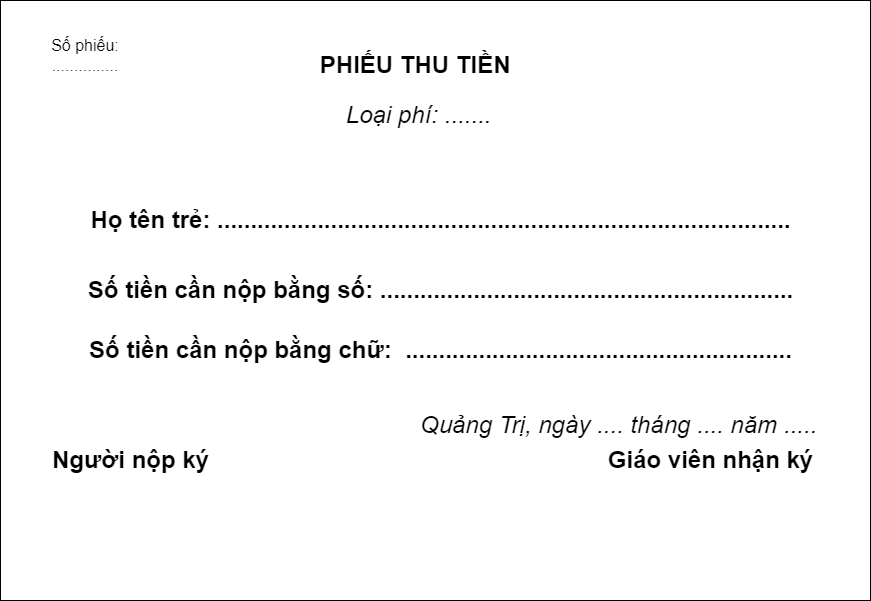 Số phiếu:
...............
PHIẾU THU TIỀN
Loại phí: .......
Họ tên trẻ: ......................................................................................
Số tiền cần nộp bằng số: ..............................................................
Số tiền cần nộp bằng chữ: ..........................................................
Quảng Trị, ngày .... tháng .... năm .....
Người nộp ký
Giáo viên nhận ký